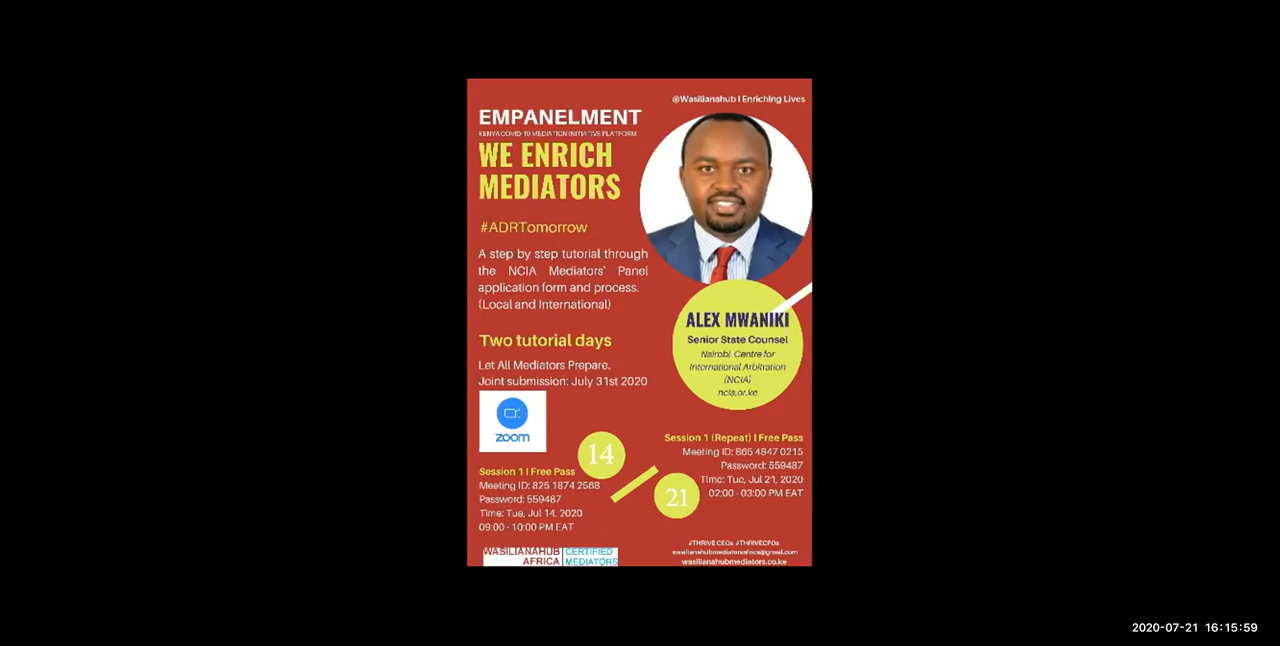 @Wasilianahub I Enriching Lives
EMPANELMENT
KENYA COVID-19 MEDIATION INITIATIVE PLATFORM
WE ENRICH
MEDIATORS
#ADRTomorrow
A step by step tutorial through
the NCIA Mediators' Panel
application form and process.
(Local and International)
ALEX MWANIKI
Senior State Counsel
Nairobi Centre for
International Arbitration
(NCIA)
ncia.or.ke
Two tutorial days
Let All Mediators Prepare.
Joint submission: July 31st 2020
zoom
14
Session 1 I Free Pass
Meeting ID: 825 1874 2568
Password: 559487
Time: Tue, Jul 14, 2020
09:00 - 10:00 PM EAT
Session 1 (Repeat) I Free Pass
Meeting ID: 865 4847 0215
Password: 559487
Time: Tue, Jul 21, 2020
02:00 - 03:00 PM EAT
21
WASILIANAHUB
AFRICA
CERTIFIED
MEDIATORS
#THRIVECEOs #THRIVECFOs
wasilianahubmediatorsafrica@gmail.com
wasilianahubmediators.co.ke
2020-07-21 16:15:59